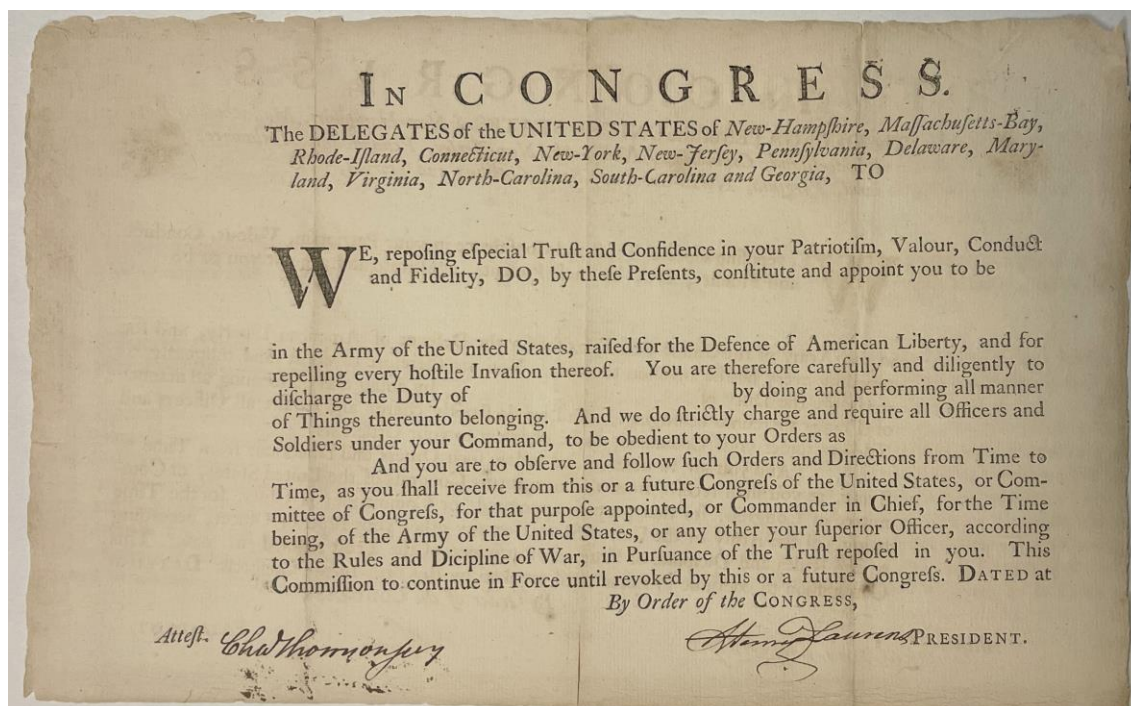 IN CONGRESS.
The DELEGATES of the UNITED STATES of New-Hampſhire, Maſſachuſetts-Bay,
Rhode-Iſland, Connecticut, New-York, New-Jerſey, Pennſylvania, Delaware, Mary-
land, Virginia, North-Carolina, South-Carolina and Georgia, TO
WE, repoſing eſpecial Truſt and Confidence in your Patriotiſm, Valour, Conduct
and Fidelity, DO, by theſe Preſents, conſtitute and appoint you to be
in the Army of the United States, raiſed for the Defence of American Liberty, and for
repelling every hoſtile Invaſion thereof. You are therefore carefully and diligently to
diſcharge the Duty of by doing and performing all manner
of Things thereunto belonging. And we do ſtrictly charge and require all Officers and
Soldiers under your Command, to be obedient to your Orders as
And you are to obſerve and follow ſuch Orders and Directions from Time to
Time, as you ſhall receive from this or a future Congreſs of the United States, or Com-
mittee of Congreſs, for that purpoſe appointed, or Commander in Chief, for the Time
being, of the Army of the United States, or any other your ſuperior Officer, according
to the Rules and Dicipline of War, in Purſuance of the Truſt repoſed in you. This
Commiſſion to continue in Force until revoked by this or a future Congreſs. DATED at
By Order of the CONGRESS,
Atteſt. Chaˢ Thomson ſecy
Henry Laurens PRESIDENT.